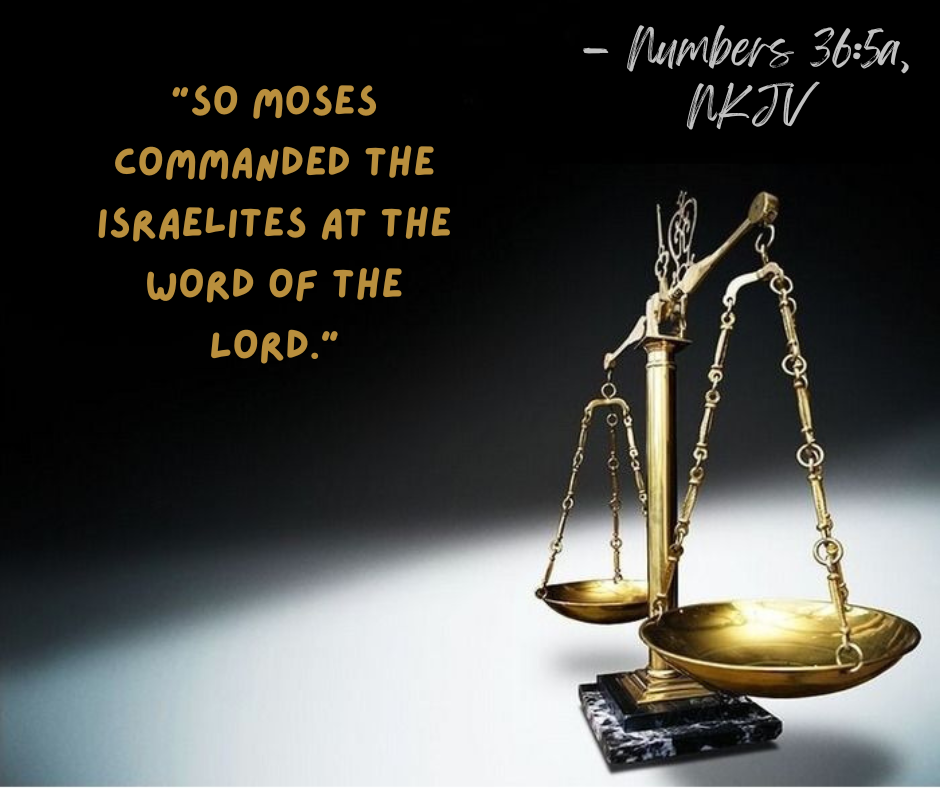 – Numbers 36:5a,
NKJV
"SO MOSES
COMMANDED THE
ISRAELITES AT THE
WORD OF THE
LORD."